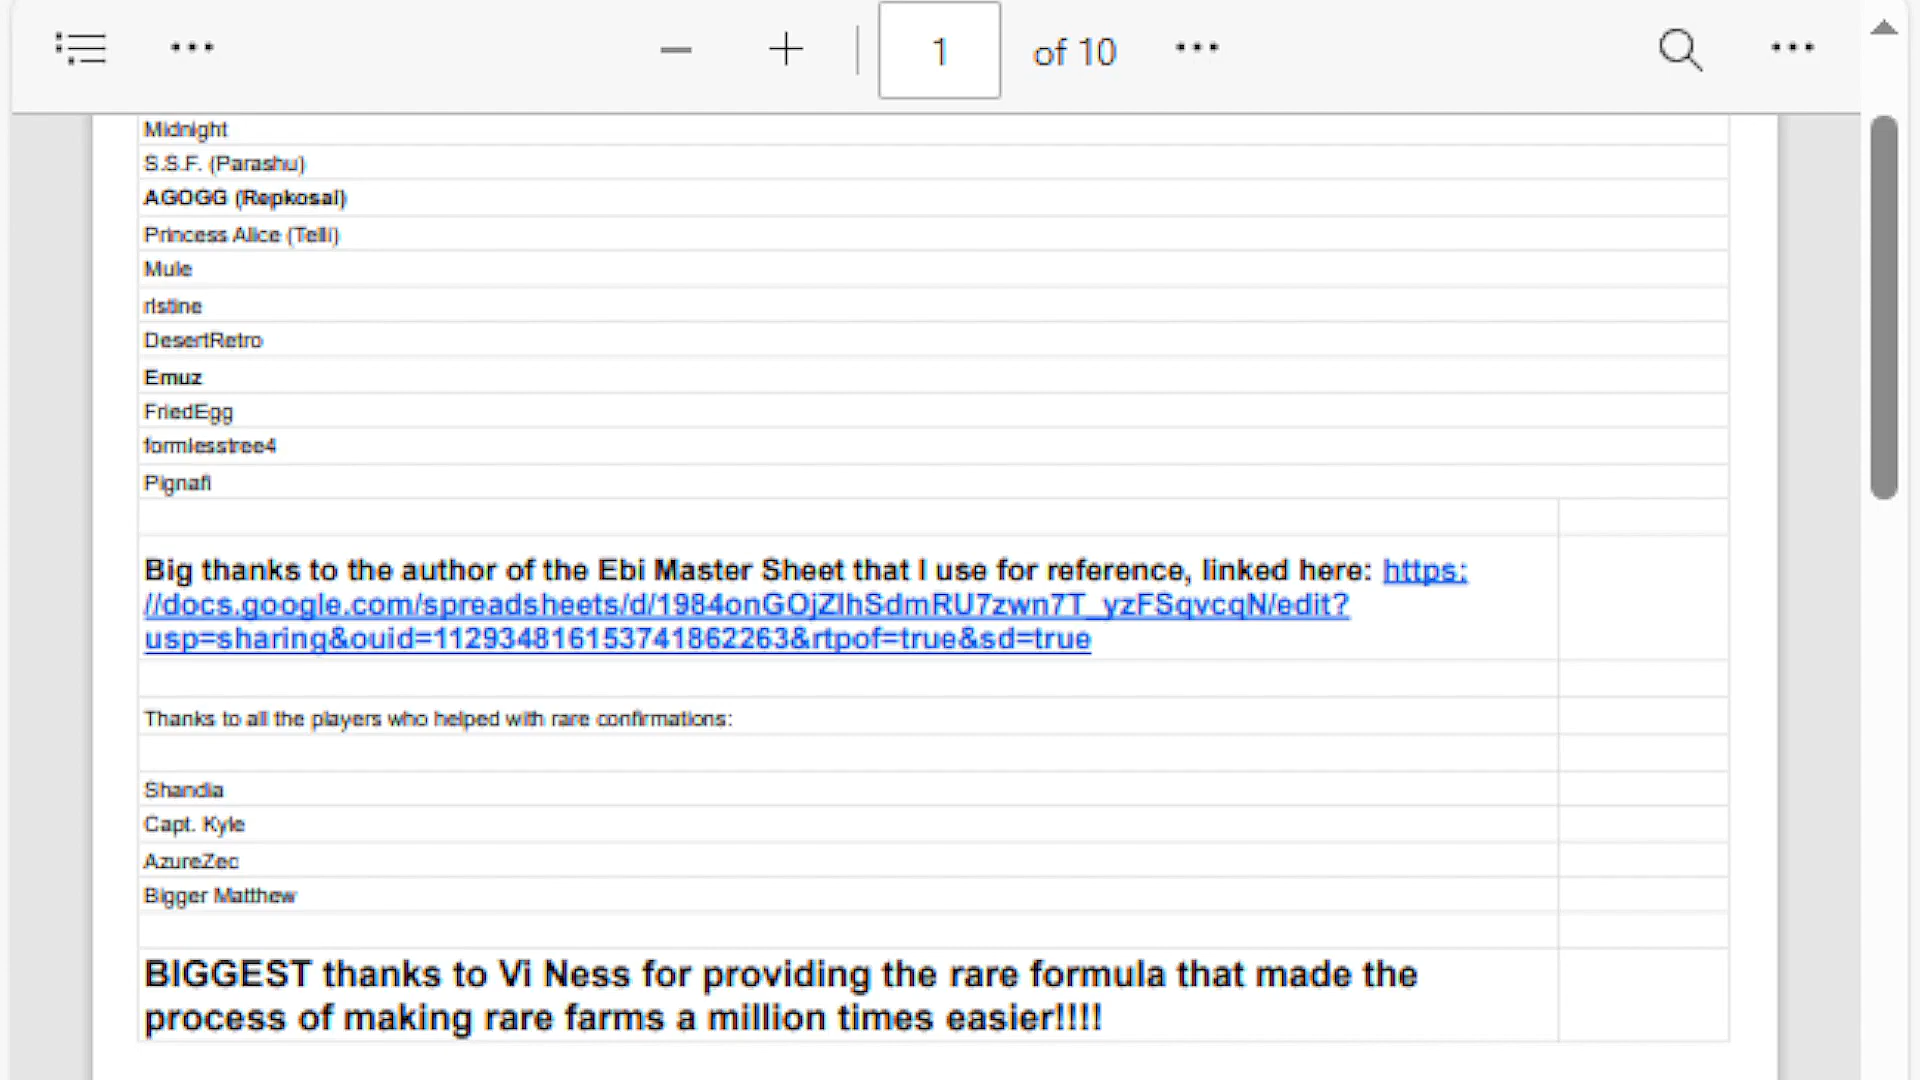 1 of 10
Midnight
S.S.F. (Parashu)
AGOGG (Repkosal)
Princess Alice (Telli)
Mule
rIstine
DesertRetro
Emuz
FriedEgg
formlesstree4
Pignafi
Big thanks to the author of the Ebi Master Sheet that I use for reference, linked here: https:
//docs.google.com/spreadsheets/d/1984onGOjZIhSdmRU7zwn7T_yzFSqvcqN/edit?
usp=sharing&ouid=112934816153741862263&rtpof=true&sd=true
Thanks to all the players who helped with rare confirmations:
Shandia
Capt. Kyle
AzureZec
Bigger Matthew
BIGGEST thanks to Vi Ness for providing the rare formula that made the
process of making rare farms a million times easier!!!!